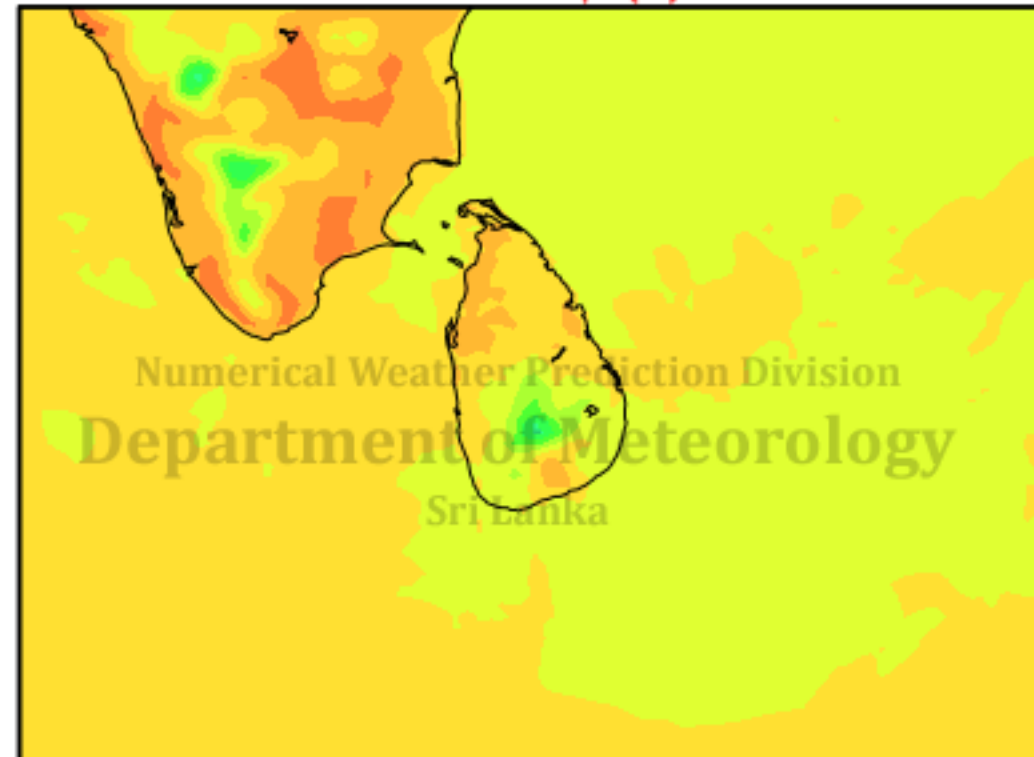 Numerical Weather Prediction Division
Department of Meteorology
Sri Lanka